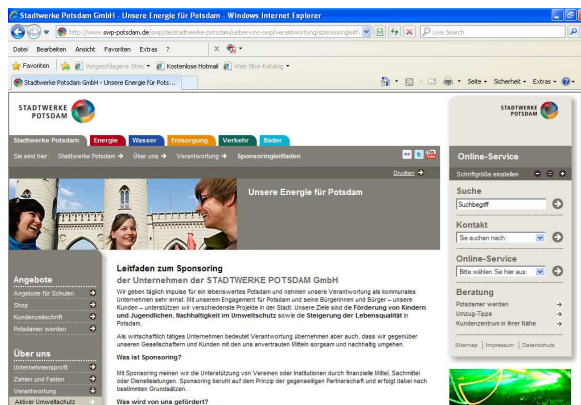 Stadtwerke Potsdam GmbH - Unsere Energie für Potsdam - Windows Internet Explorer
http://www.swp-potsdam.de/swp/de/stadtwerke-potsdam/ueber-uns-swp/verantwortung/sponsoringleitf
Live Search
Datei Bearbeiten Ansicht Favoriten Extras ?
Favoriten Vorgeschlagene Sites Kostenlose Hotmail Web Slice-Katalog
Stadtwerke Potsdam GmbH - Unsere Energie für Pots...
Seite Sicherheit Extras
STADTWERKE
POTSDAM
STADTWERKE
POTSDAM
Stadtwerke Potsdam Energie Wasser Entsorgung Verkehr Bäder
Sie sind hier: Stadtwerke Potsdam Über uns Verantwortung Sponsoringleitfaden
Drucken
Unsere Energie für Potsdam
Angebote
Angebote für Schulen
Shop
Kundenzeitschrift
Potsdamer werden
Über uns
Unternehmensprofil
Zahlen und Fakten
Verantwortung
Aktiver Umweltschutz
Leitfaden zum Sponsoring
der Unternehmen der STADTWERKE POTSDAM GmbH
Wir geben täglich Impulse für ein lebenswertes Potsdam und nehmen unsere Verantwortung als kommunales
Unternehmen sehr ernst. Mit unserem Engagement für Potsdam und seine Bürgerinnen und Bürger – unsere
Kunden – unterstützen wir verschiedenste Projekte in der Stadt. Unsere Ziele sind die Förderung von Kindern
und Jugendlichen, Nachhaltigkeit im Umweltschutz sowie die Steigerung der Lebensqualität in
Potsdam.
Als wirtschaftlich tätiges Unternehmen bedeutet Verantwortung übernehmen aber auch, dass wir gegenüber
unseren Gesellschaftern und Kunden mit den uns anvertrauten Mitteln sorgsam und nachhaltig umgehen.
Was ist Sponsoring?
Mit Sponsoring meinen wir die Unterstützung von Vereinen oder Institutionen durch finanzielle Mittel, Sachmittel
oder Dienstleistungen. Sponsoring beruht auf dem Prinzip der gegenseitigen Partnerschaft und erfolgt dabei nach
bestimmten Grundsätzen.
Was wird von uns gefördert?
Online-Service
Schriftgröße einstellen
Suche
Suchbegriff
Kontakt
Sie suchen nach:
Online-Service
Bitte wählen Sie hier aus:
Beratung
Potsdamer werden
Umzug-Tipps
Kundenzentrum in Ihrer Nähe
Sitemap | Impressum | Datenschutz